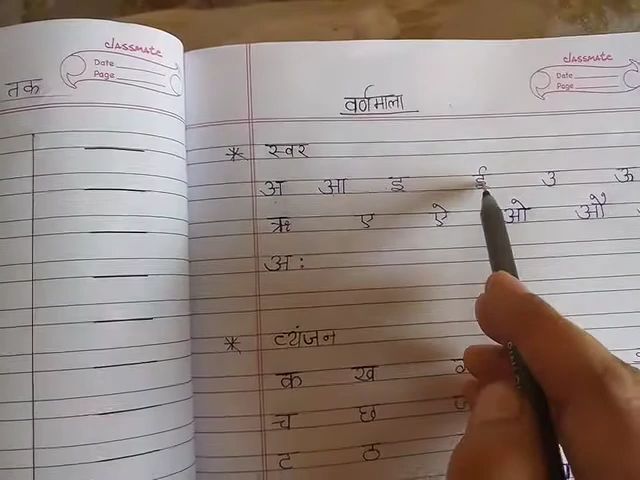 classmate
Date
Page
तक
classmate
Date
Page
वर्णमाला
* स्वर
अ आ इ ई उ ऊ
ऋ ए ऐ ओ औ
अः
* व्यंजन
क ख
च छ
ट ठ